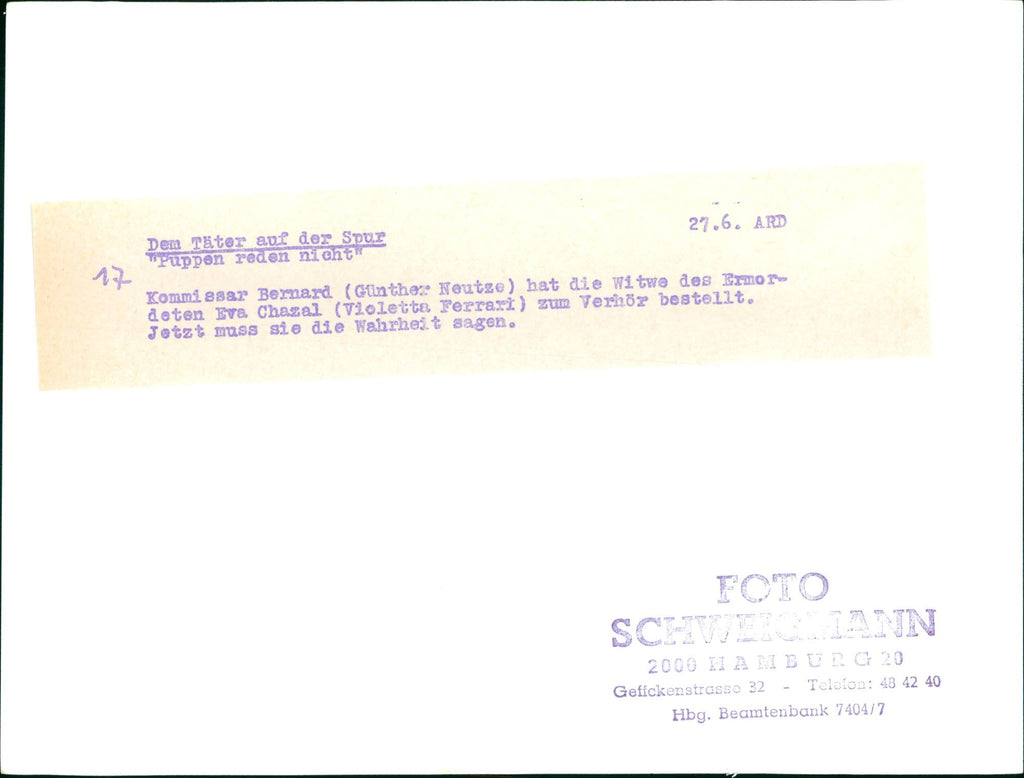 27.6. ARD
Dem Täter auf der Spur
"Puppen reden nicht"
17
Kommissar Bernard (Günther Neutze) hat die Witwe des Ermor-
deten Eva Chazal (Violetta Ferrari) zum Verhör bestellt.
Jetzt muss sie die Wahrheit sagen.
FOTO
SCHWEIGMANN
2000 HAMBURG 20
Geffckenstrasse 32 - Telefon: 48 42 40
Hbg. Beamtenbank 7404/7